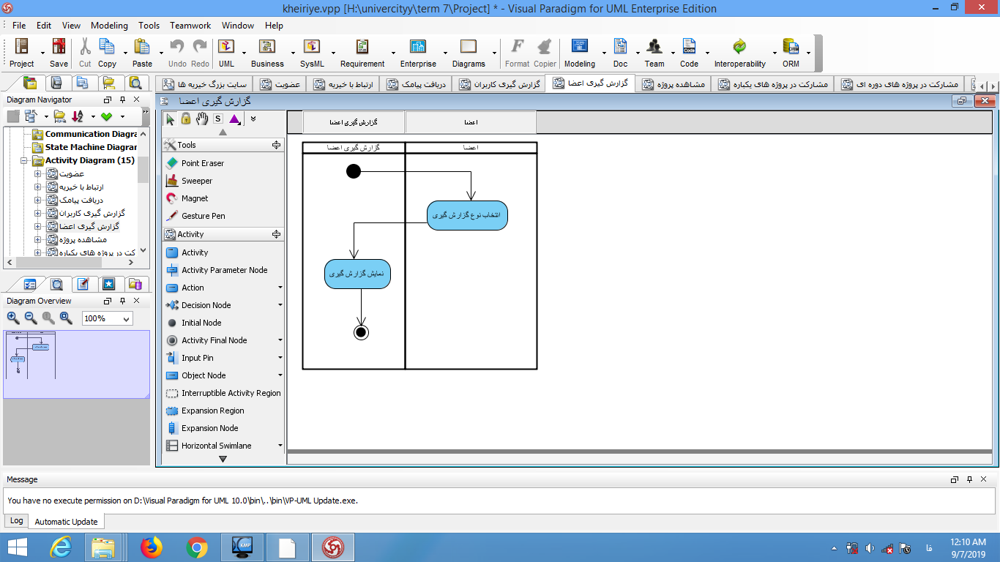 kheiriye.vpp [H:\univercityy\term 7\Project] * - Visual Paradigm for UML Enterprise Edition
File Edit View Modeling Tools Teamwork Window Help
Project Save Cut Copy Paste Undo Redo UML Business SysML Requirement Enterprise Diagrams Format Copier Modeling Doc Team Code Interoperability ORM
سایت بزرگ خیریه ها
عضویت
ارتباط با خیریه
دریافت پیامک
گزارش گیری کاربران
گزارش گیری اعضا
مشاهده پروژه
مشارکت در پروژه های یکباره
مشارکت در پروژه های دوره ای
Diagram Navigator
Communication Diagra
State Machine Diagram
Activity Diagram (15)
عضویت
ارتباط با خیریه
دریافت پیامک
گزارش گیری کاربران
گزارش گیری اعضا
مشاهده پروژه
کت در پروژه های یکباره
Diagram Overview
100%
گزارش گیری اعضا
S
Tools
Point Eraser
Sweeper
Magnet
Gesture Pen
Activity
Activity
Activity Parameter Node
Action
Decision Node
Initial Node
Activity Final Node
Input Pin
Object Node
Interruptible Activity Region
Expansion Region
Expansion Node
Horizontal Swimlane
گزارش گیری اعضا
اعضا
گزارش گیری اعضا
اعضا
انتخاب نوع گزارش گیری
نمایش گزارش گیری
Message
You have no execute permission on D:\Visual Paradigm for UML 10.0\bin\..\bin\VP-UML Update.exe.
Log Automatic Update
KMP
فا
12:10 AM
9/7/2019